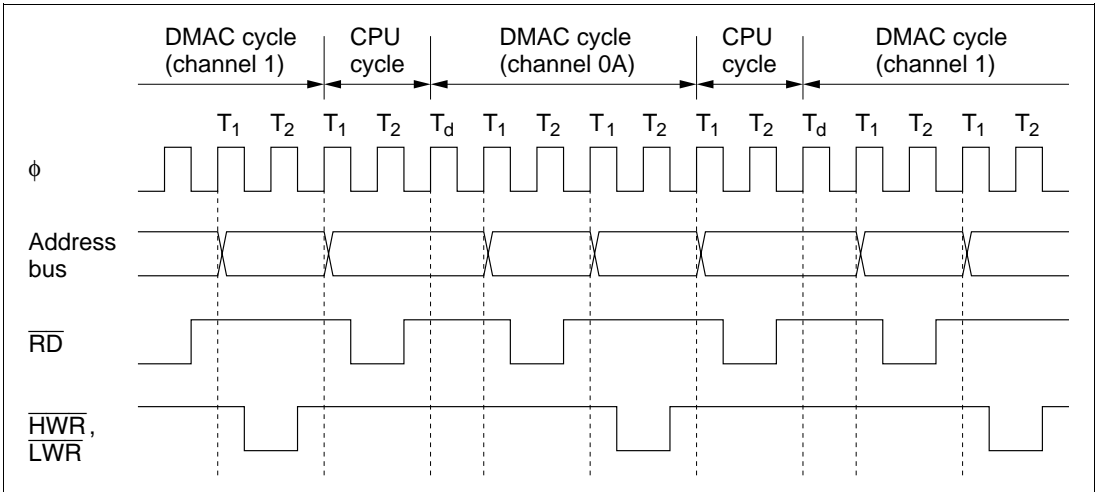 DMAC cycle (channel 1)
CPU cycle
DMAC cycle (channel 0A)
CPU cycle
DMAC cycle (channel 1)
T1 T2 T1 T2 Td T1 T2 T1 T2 T1 T2 Td T1 T2 T1 T2
φ
Address bus
RD
HWR,
LWR